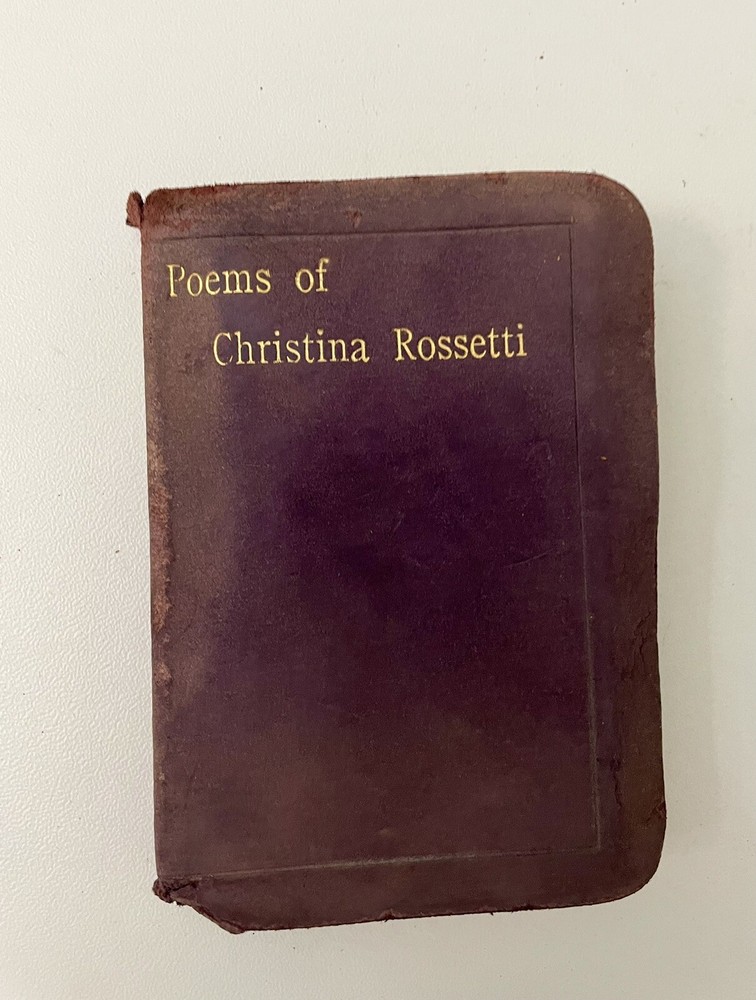 Poems of
Christina Rossetti